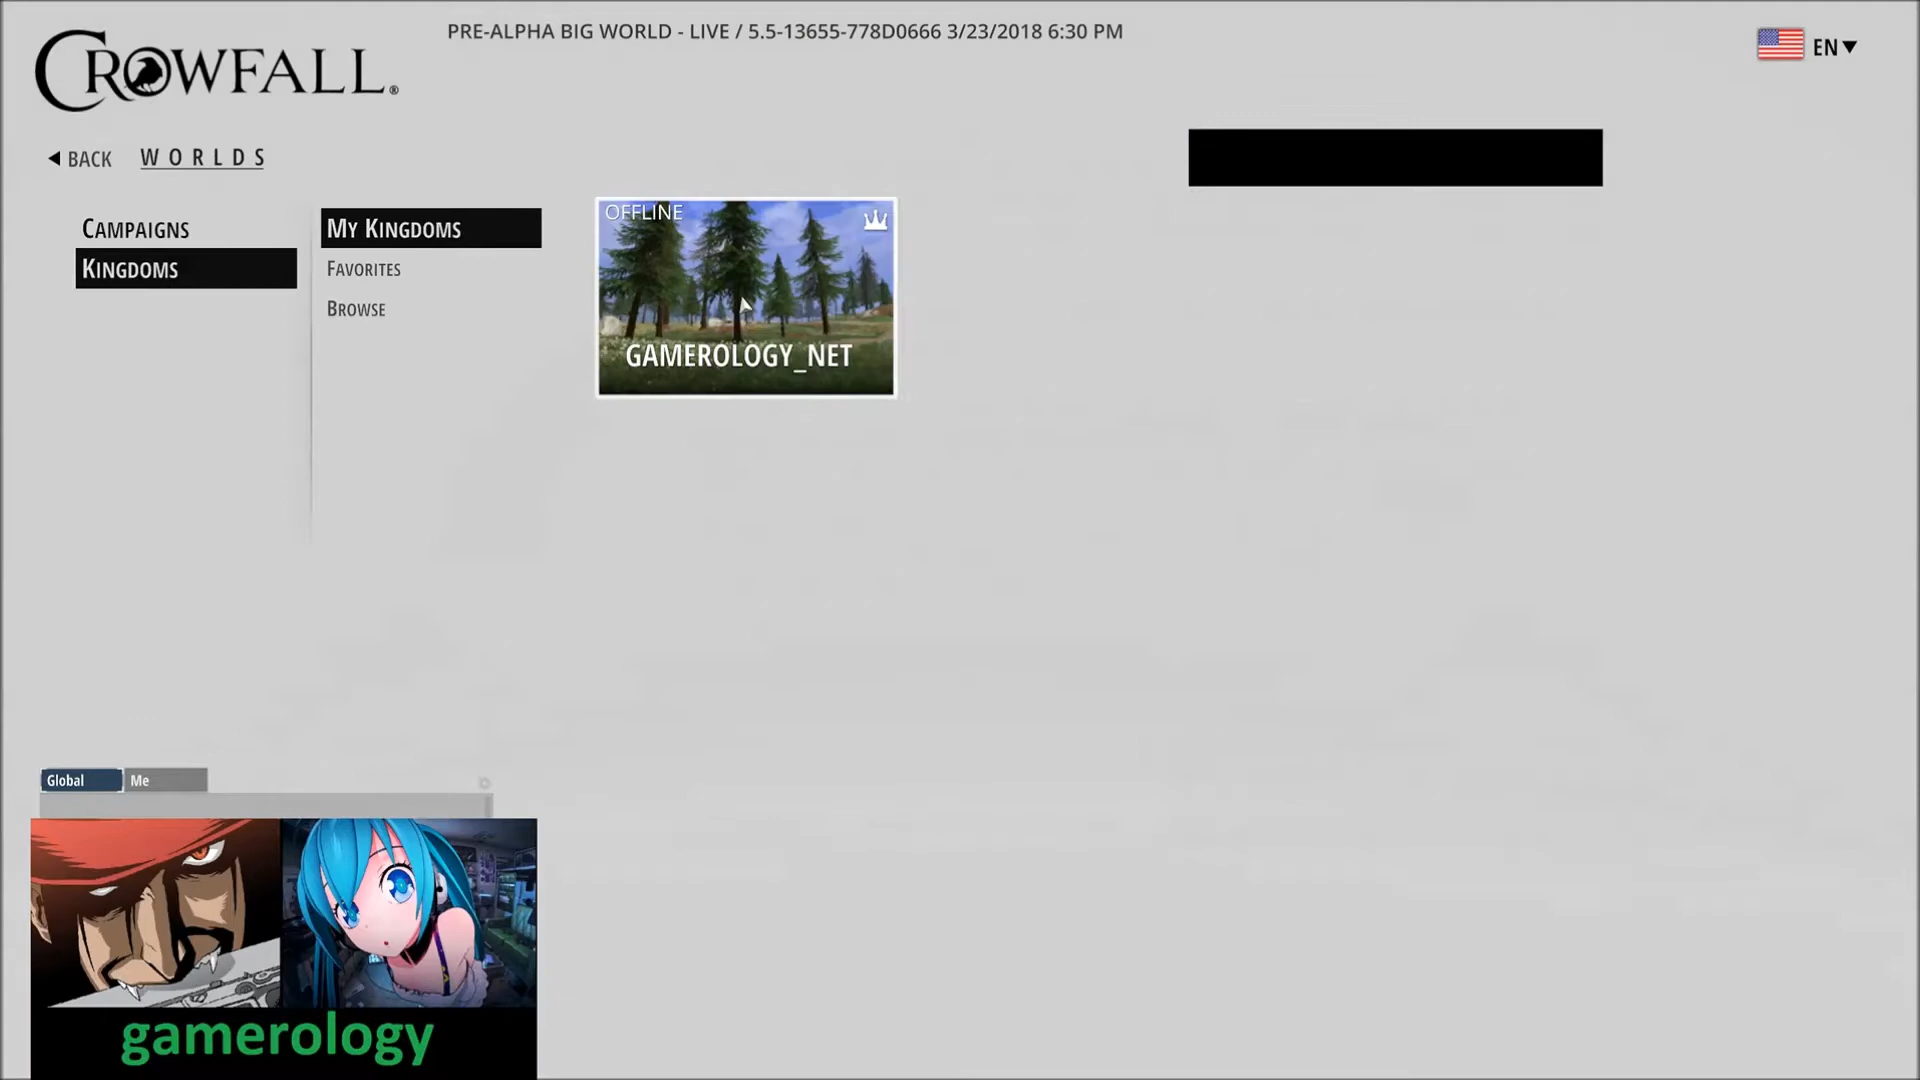 PRE-ALPHA BIG WORLD - LIVE / 5.5-13655-778D0666 3/23/2018 6:30 PM
CROWFALL®
EN
BACK WORLDS
CAMPAIGNS
KINGDOMS
MY KINGDOMS
FAVORITES
BROWSE
OFFLINE
GAMEROLOGY_NET
Global Me
gamerology